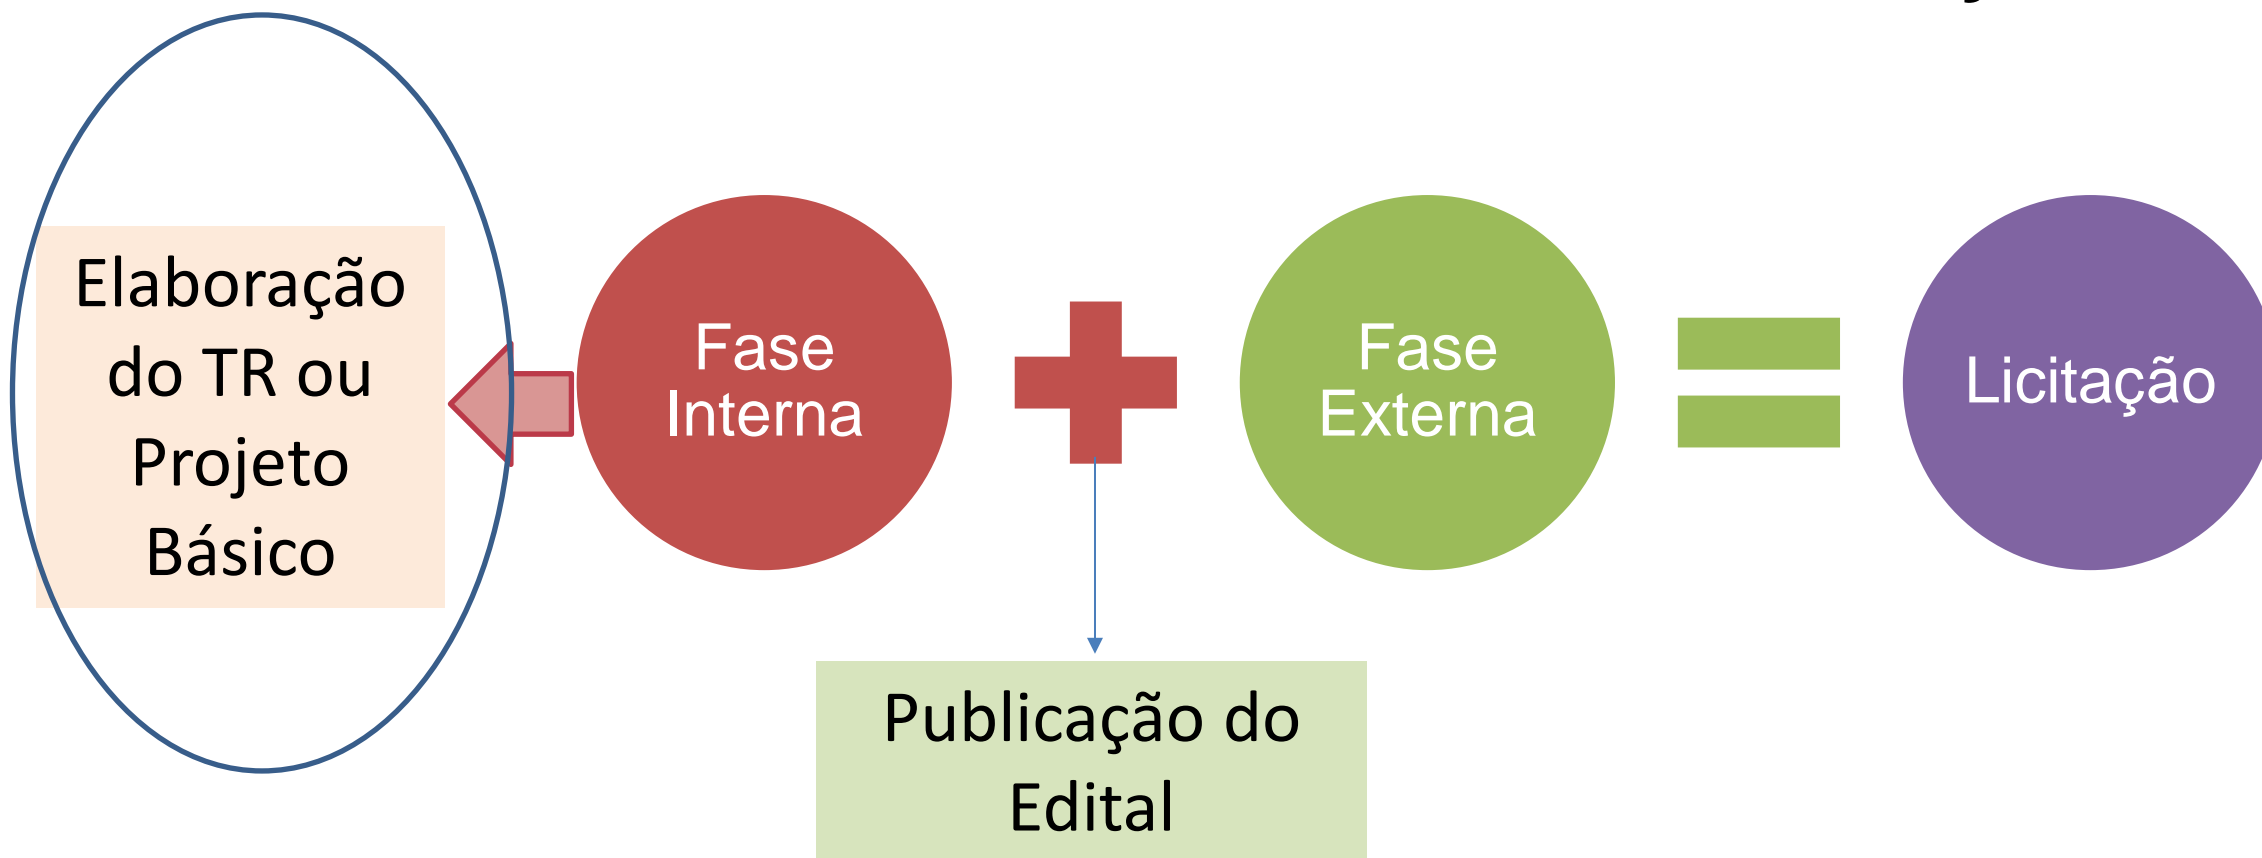 Elaboração
do TR ou
Projeto
Básico
Fase
Interna
Fase
Externa
Licitação
Publicação do
Edital